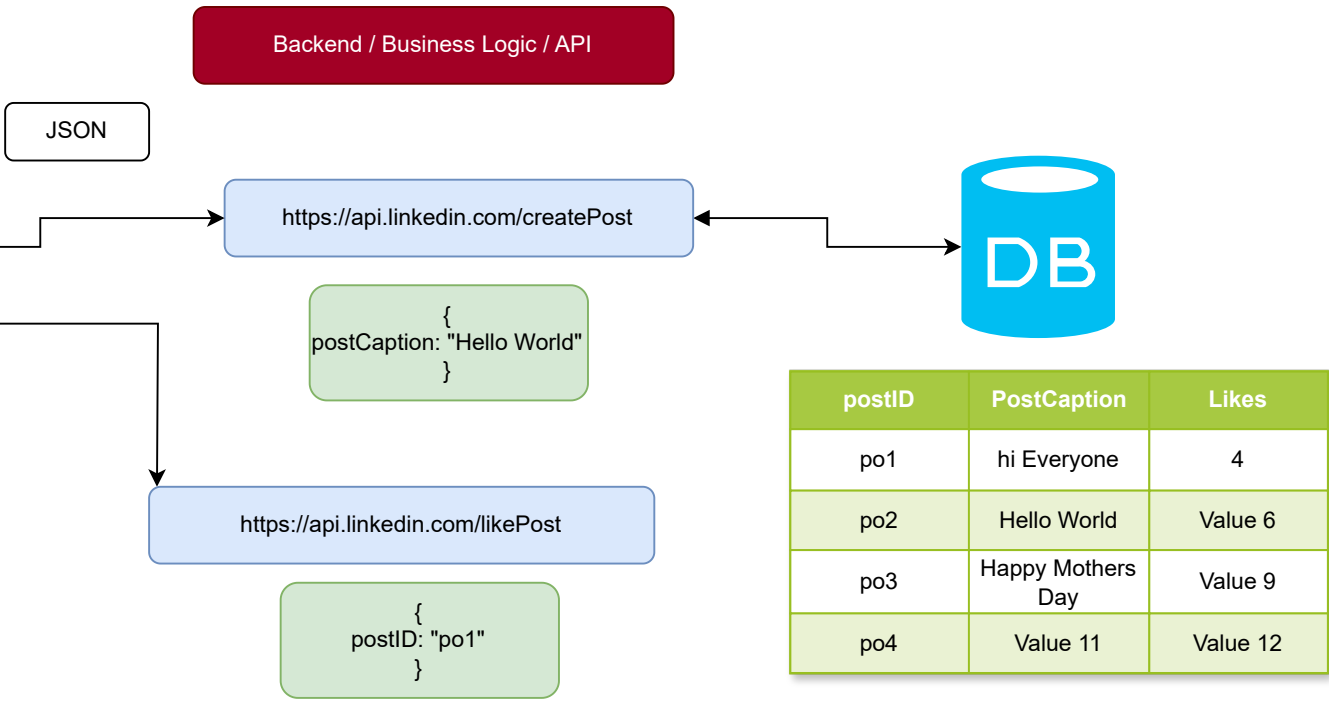 Backend / Business Logic / API
JSON
https://api.linkedin.com/createPost
DB
{
postCaption: "Hello World"
}
https://api.linkedin.com/likePost
{
postID: "po1"
}
postID PostCaption Likes
po1 hi Everyone 4
po2 Hello World Value 6
po3 Happy Mothers Day Value 9
po4 Value 11 Value 12